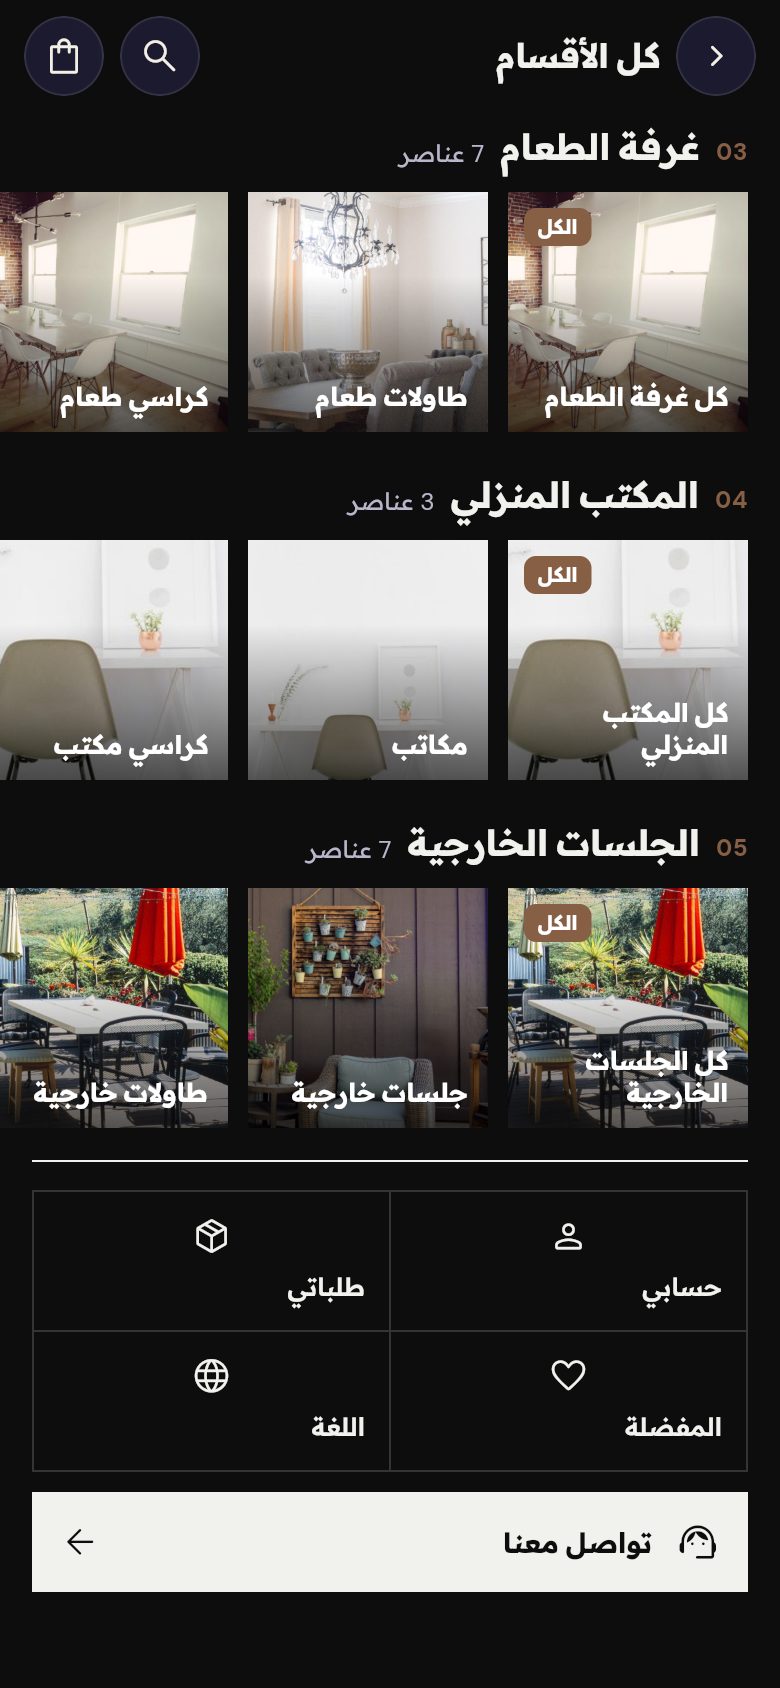 كل الأقسام
03 غرفة الطعام 7 عناصر
الكل
كل غرفة الطعام
طاولات طعام
كراسي طعام
04 المكتب المنزلي 3 عناصر
الكل
كل المكتب
المنزلي
مكاتب
كراسي مكتب
05 الجلسات الخارجية 7 عناصر
الكل
كل الجلسات
الخارجية
جلسات خارجية
طاولات خارجية
حسابي
طلباتي
المفضلة
اللغة
تواصل معنا